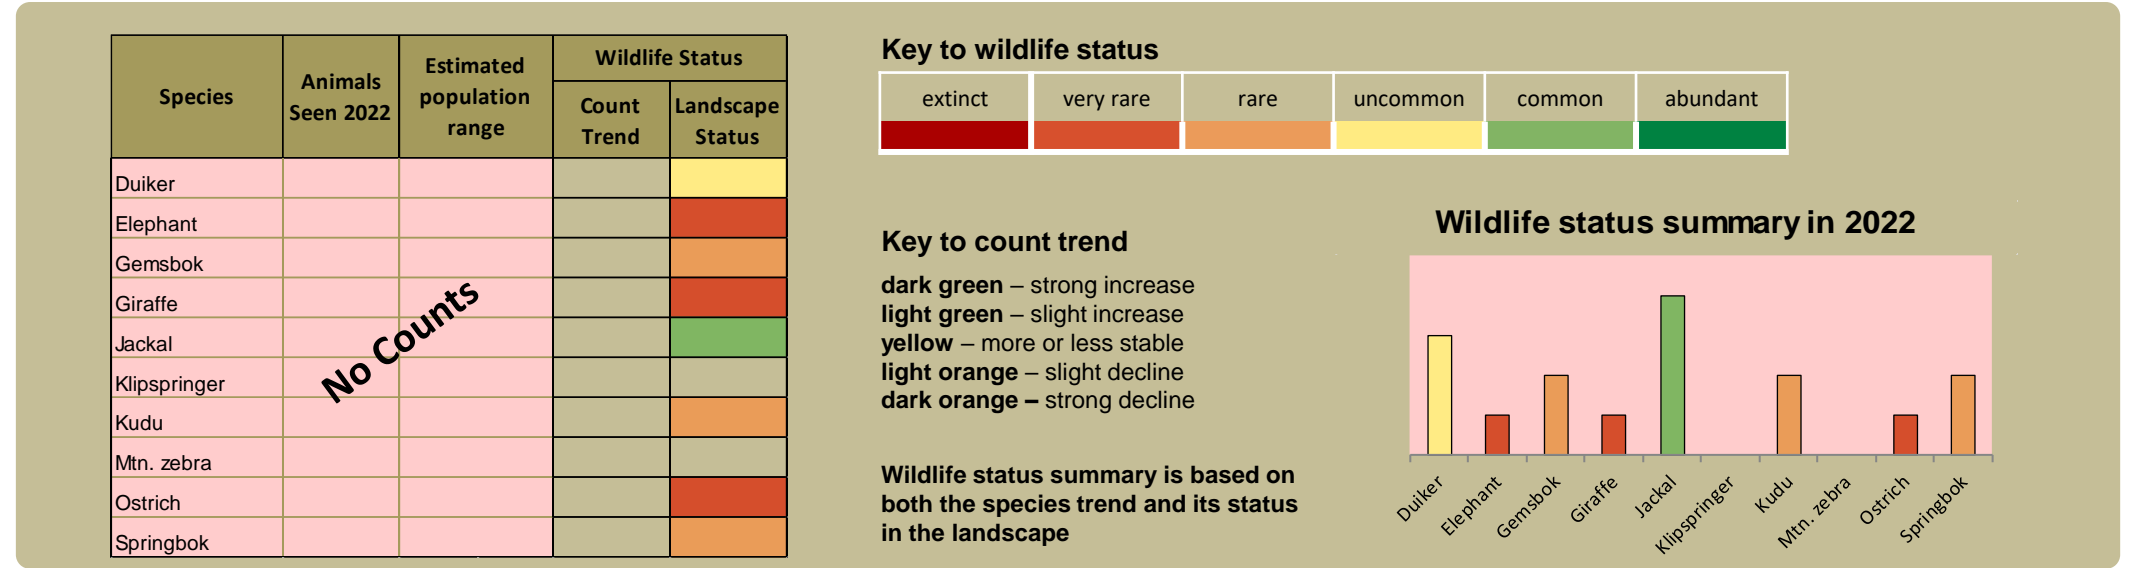 Species
Animals
Seen 2022
Estimated
population
range
Wildlife Status
Count
Trend
Landscape
Status
Duiker
Elephant
Gemsbok
Giraffe
Jackal
Klipspringer
Kudu
Mtn. zebra
Ostrich
Springbok
No Counts
Key to wildlife status
extinct very rare rare uncommon common abundant
Key to count trend
dark green – strong increase
light green – slight increase
yellow – more or less stable
light orange – slight decline
dark orange – strong decline
Wildlife status summary is based on
both the species trend and its status
in the landscape
Wildlife status summary in 2022
Duiker
Elephant
Gemsbok
Giraffe
Jackal
Klipspringer
Kudu
Mtn. zebra
Ostrich
Springbok